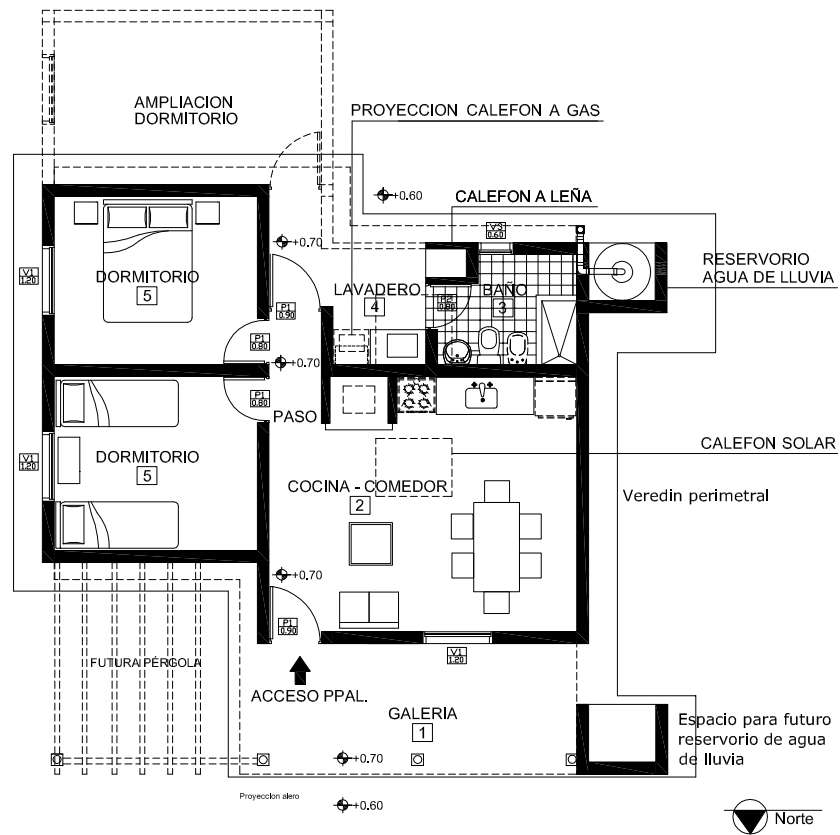 AMPLIACION
DORMITORIO
PROYECCION CALEFON A GAS
+0.60
CALEFON A LEÑA
V3
0.60
+0.70
RESERVORIO
AGUA DE LLUVIA
V1
1.20
DORMITORIO
5
P1
0.90
LAVADERO
4
P2
0.80
BAÑO
3
P1
0.80
+0.70
P1
0.80
PASO
CALEFON SOLAR
V1
1.20
DORMITORIO
5
COCINA - COMEDOR
2
Veredin perimetral
+0.70
P1
0.90
FUTURA PÉRGOLA
V1
1.20
ACCESO PPAL.
GALERIA
1
Espacio para futuro
reservorio de agua
de lluvia
+0.70
Proyeccion alero
+0.60
Norte